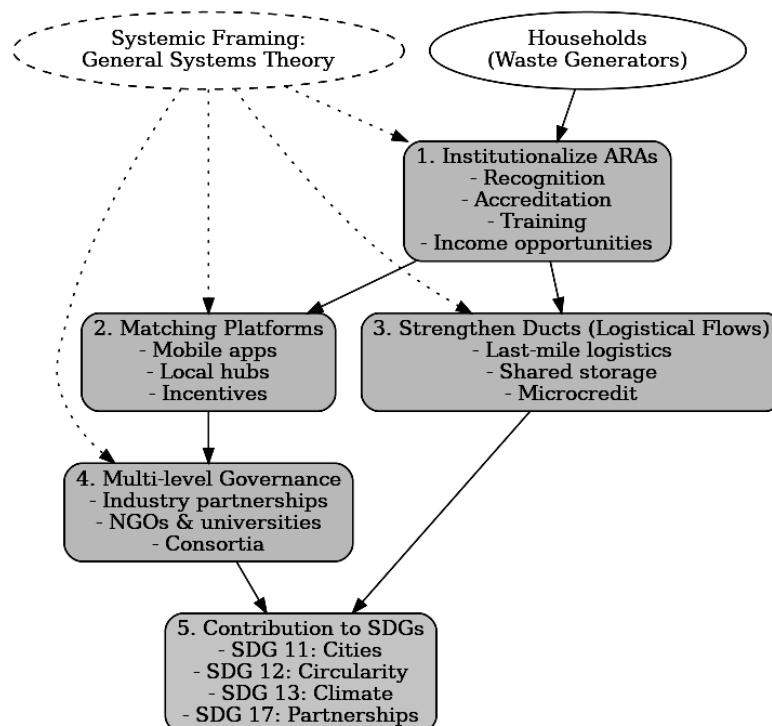 Systemic Framing:
General Systems Theory
Households
(Waste Generators)
1. Institutionalize ARAs
- Recognition
- Accreditation
- Training
- Income opportunities
2. Matching Platforms
- Mobile apps
- Local hubs
- Incentives
3. Strengthen Ducts (Logistical Flows)
- Last-mile logistics
- Shared storage
- Microcredit
4. Multi-level Governance
- Industry partnerships
- NGOs & universities
- Consortia
5. Contribution to SDGs
- SDG 11: Cities
- SDG 12: Circularity
- SDG 13: Climate
- SDG 17: Partnerships